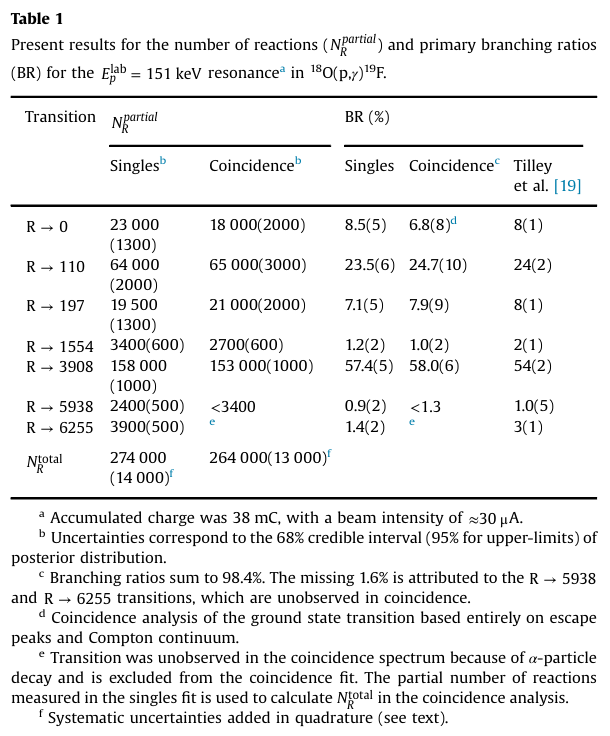 Table 1
Present results for the number of reactions (N_R^partial) and primary branching ratios
(BR) for the E_p^lab = 151 keV resonance^a in ^18O(p,γ)^19F.
Transition N_R^partial BR (%)
Singles^b Coincidence^b Singles Coincidence^c Tilley
et al. [19]
R → 0 23 000 18 000(2000) 8.5(5) 6.8(8)^d 8(1)
(1300)
R → 110 64 000 65 000(3000) 23.5(6) 24.7(10) 24(2)
(2000)
R → 197 19 500 21 000(2000) 7.1(5) 7.9(9) 8(1)
(1300)
R → 1554 3400(600) 2700(600) 1.2(2) 1.0(2) 2(1)
R → 3908 158 000 153 000(1000) 57.4(5) 58.0(6) 54(2)
(1000)
R → 5938 2400(500) <3400 0.9(2) <1.3 1.0(5)
R → 6255 3900(500) ^e 1.4(2) ^e 3(1)
N_R^total 274 000 264 000(13 000)^f
(14 000)^f
^a Accumulated charge was 38 mC, with a beam intensity of ≈30 μA.
^b Uncertainties correspond to the 68% credible interval (95% for upper-limits) of
posterior distribution.
^c Branching ratios sum to 98.4%. The missing 1.6% is attributed to the R → 5938
and R → 6255 transitions, which are unobserved in coincidence.
^d Coincidence analysis of the ground state transition based entirely on escape
peaks and Compton continuum.
^e Transition was unobserved in the coincidence spectrum because of α-particle
decay and is excluded from the coincidence fit. The partial number of reactions
measured in the singles fit is used to calculate N_R^total in the coincidence analysis.
^f Systematic uncertainties added in quadrature (see text).